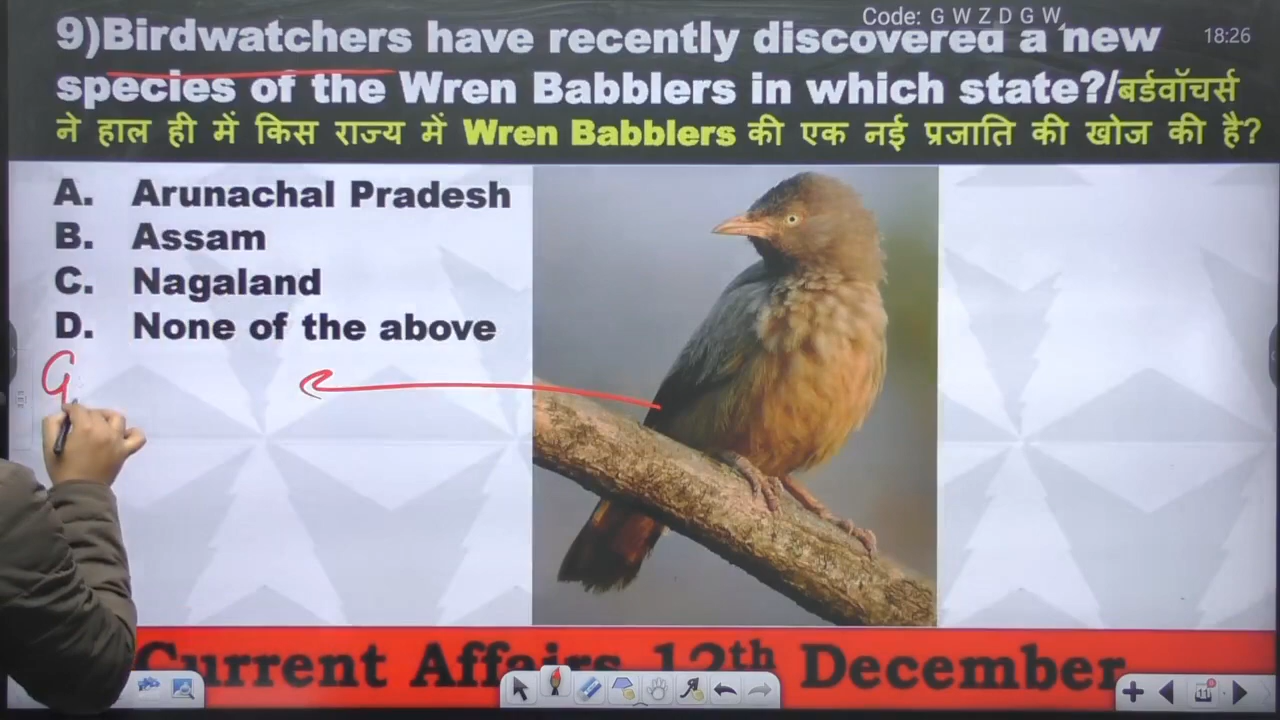 Code: G W Z D G W
18:26
9)Birdwatchers have recently discovered a new
species of the Wren Babblers in which state?/बर्डवॉचर्स
ने हाल ही में किस राज्य में Wren Babblers की एक नई प्रजाति की खोज की है?
A. Arunachal Pradesh
B. Assam
C. Nagaland
D. None of the above
G
Current Affairs 12th December
11